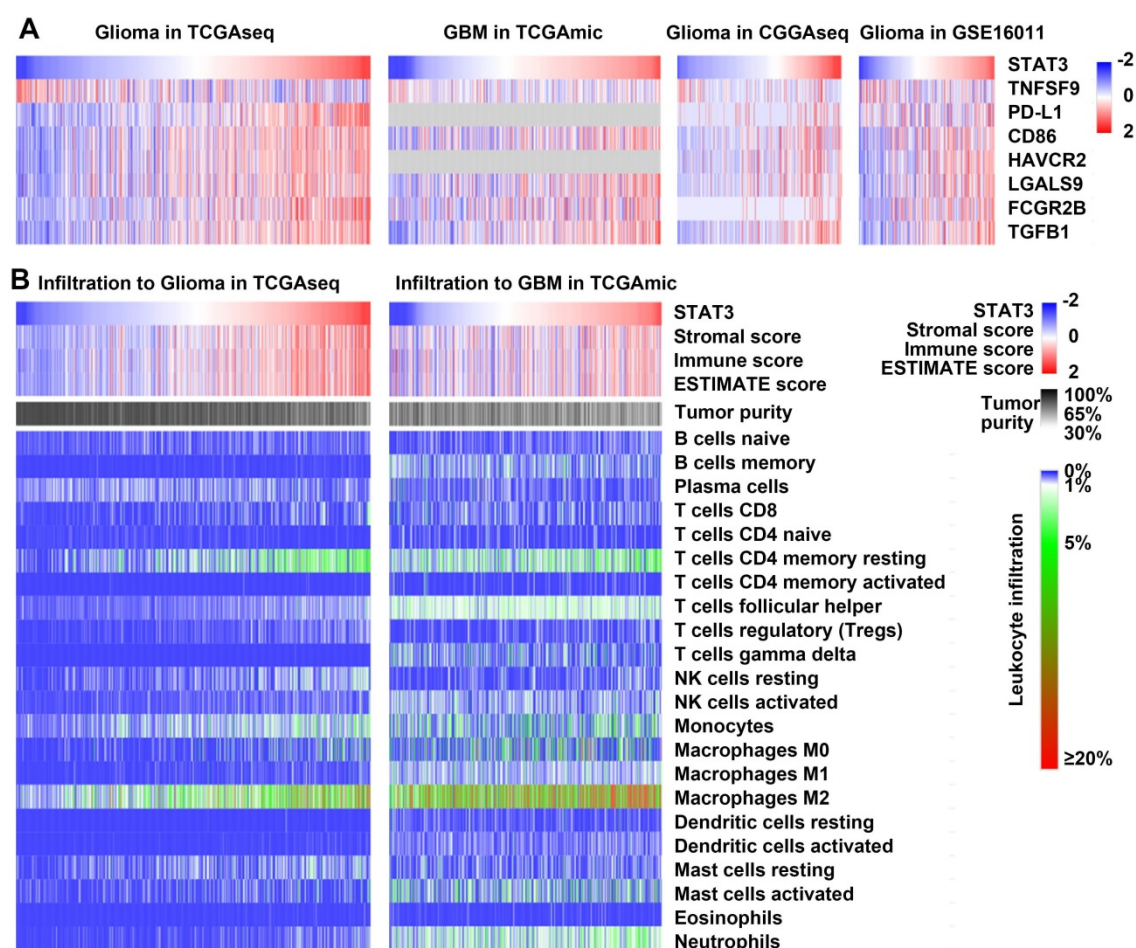 A
Glioma in TCGAseq
GBM in TCGAmic
Glioma in CGGAseq
Glioma in GSE16011
STAT3
TNFSF9
PD-L1
CD86
HAVCR2
LGALS9
FCGR2B
TGFB1
-2
0
2
B
Infiltration to Glioma in TCGAseq
Infiltration to GBM in TCGAmic
STAT3
Stromal score
Immune score
ESTIMATE score
Tumor purity
B cells naive
B cells memory
Plasma cells
T cells CD8
T cells CD4 naive
T cells CD4 memory resting
T cells CD4 memory activated
T cells follicular helper
T cells regulatory (Tregs)
T cells gamma delta
NK cells resting
NK cells activated
Monocytes
Macrophages M0
Macrophages M1
Macrophages M2
Dendritic cells resting
Dendritic cells activated
Mast cells resting
Mast cells activated
Eosinophils
Neutrophils
STAT3
Stromal score
Immune score
ESTIMATE score
-2
0
2
Tumor
purity
100%
65%
30%
Leukocyte infiltration
0%
1%
5%
≥20%